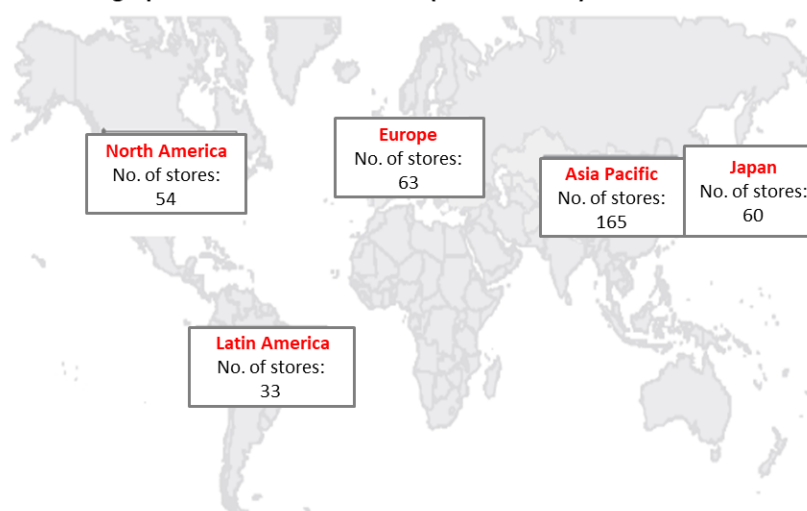 North America
No. of stores:
54
Europe
No. of stores:
63
Asia Pacific
No. of stores:
165
Japan
No. of stores:
60
Latin America
No. of stores:
33